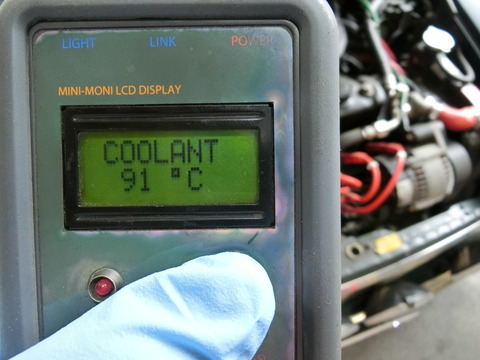 LIGHT LINK POWER
MINI-MONI LCD DISPLAY
COOLANT
91 °C